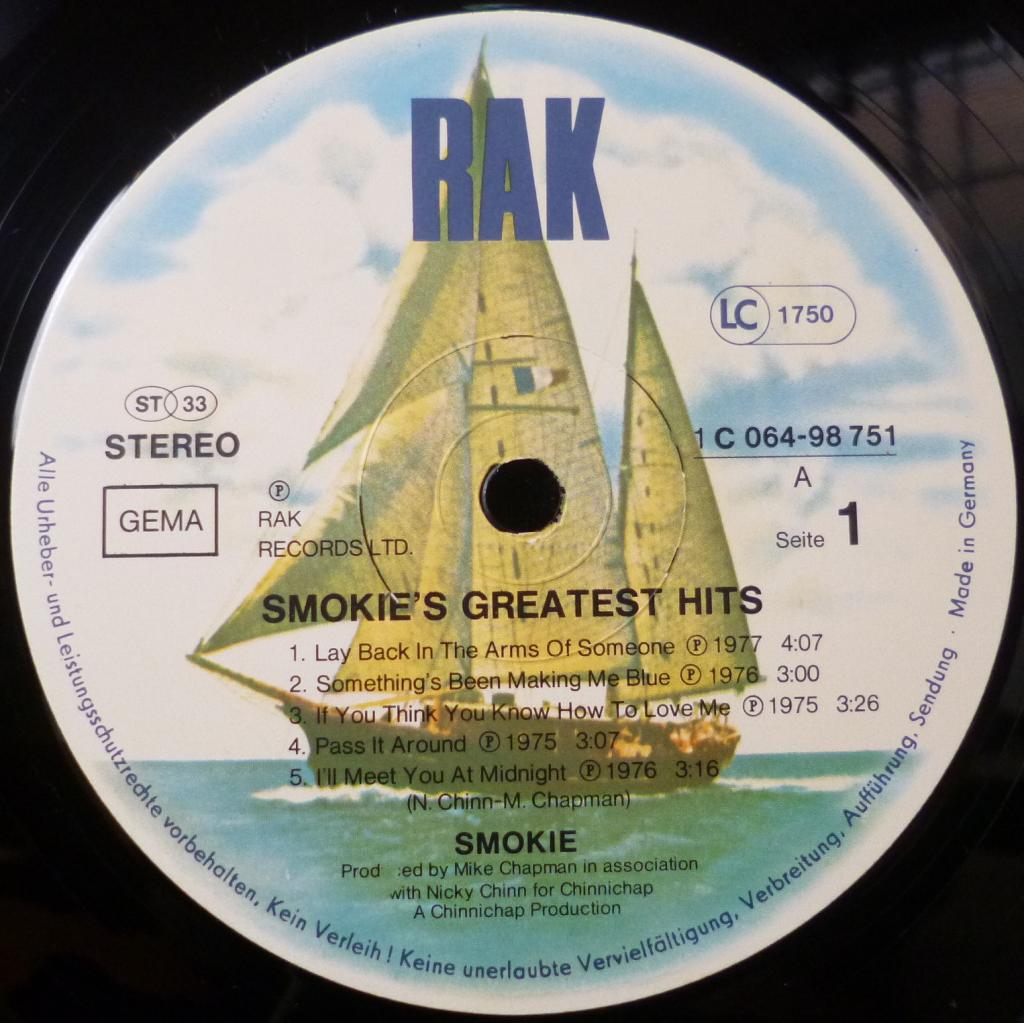 RAK
LC 1750
ST 33
STEREO
GEMA
℗
RAK
RECORDS LTD.
1 C 064-98 751
A
Seite 1
SMOKIE'S GREATEST HITS
1. Lay Back In The Arms Of Someone ℗ 1977 4:07
2. Something's Been Making Me Blue ℗ 1976 3:00
3. If You Think You Know How To Love Me ℗ 1975 3:26
4. Pass It Around ℗ 1975 3:07
5. I'll Meet You At Midnight ℗ 1976 3:16
(N. Chinn-M. Chapman)
SMOKIE
Prod :ed by Mike Chapman in association
with Nicky Chinn for Chinnichap
A Chinnichap Production
Alle Urheber- und Leistungsschutzrechte vorbehalten, Kein Verleih! Keine unerlaubte Vervielfältigung, Verbreitung, Aufführung, Sendung · Made in Germany